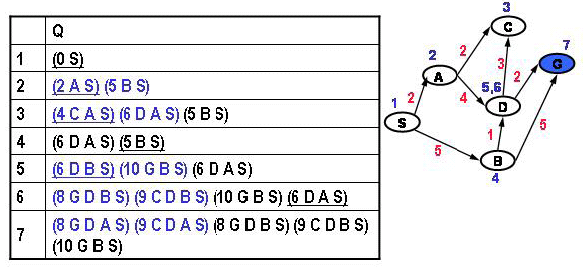 Q
1 (0 S)
2 (2 A S) (5 B S)
3 (4 C A S) (6 D A S) (5 B S)
4 (6 D A S) (5 B S)
5 (6 D B S) (10 G B S) (6 D A S)
6 (8 G D B S) (9 C D B S) (10 G B S) (6 D A S)
7 (8 G D A S) (9 C D A S) (8 G D B S) (9 C D B S)
(10 G B S)
3
C
7
2
2
G
A
3
2
5,6
4
D
1
2
S
1
5
5
B
4